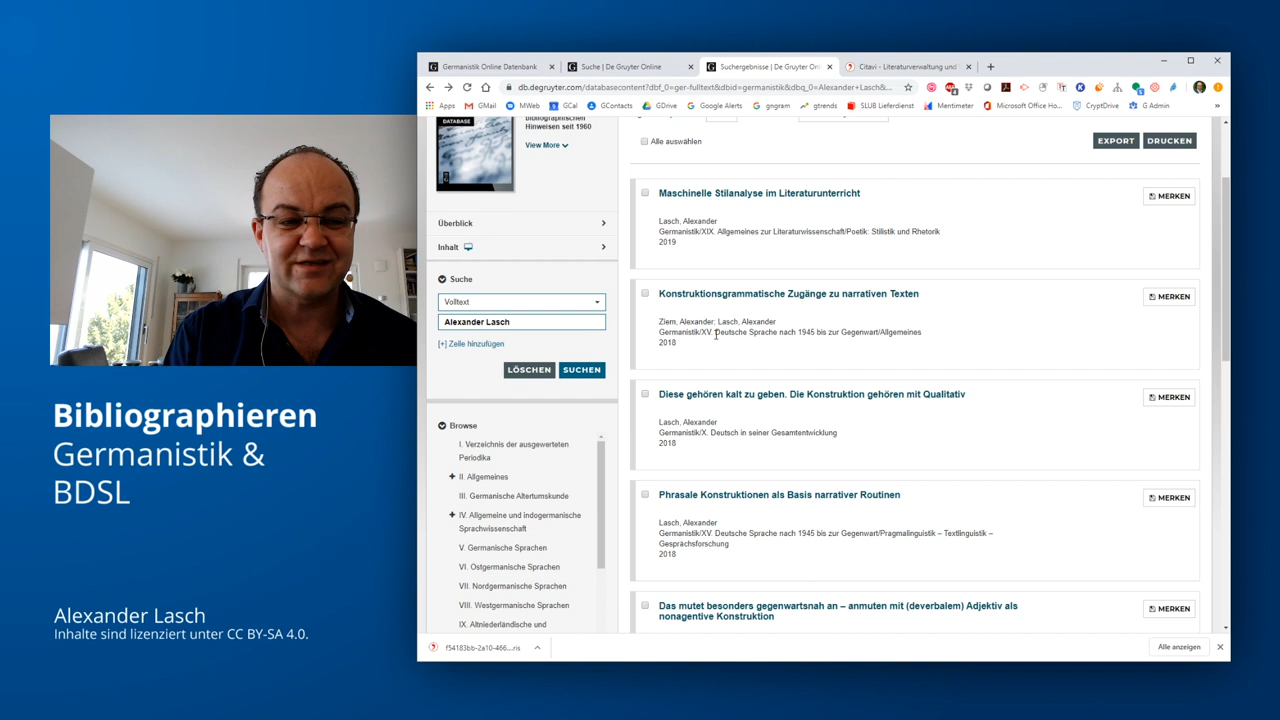 Germanistik Online Datenbank
Suche | De Gruyter Online
Suchergebnisse | De Gruyter Onl
Citavi - Literaturverwaltung und
db.degruyter.com/databasecontent?dbf_0=ger-fulltext&dbid=germanistik&dbq_0=Alexander+Lasch&...
Apps
GMail
MWeb
GCal
GContacts
GDrive
Google Alerts
gngram
gtrends
SLUB Lieferdienst
Mentimeter
Microsoft Office Ho...
CryptDrive
G Admin
DATABASE
bibliographischen
Hinweisen seit 1960
View More
Überblick
Inhalt
Suche
Volltext
Alexander Lasch
[+] Zeile hinzufügen
LÖSCHEN
SUCHEN
Browse
I. Verzeichnis der ausgewerteten
Periodika
II. Allgemeines
III. Germanische Altertumskunde
IV. Allgemeine und indogermanische
Sprachwissenschaft
V. Germanische Sprachen
VI. Ostgermanische Sprachen
VII. Nordgermanische Sprachen
VIII. Westgermanische Sprachen
IX. Altniederländische und
Alle auswählen
EXPORT
DRUCKEN
Maschinelle Stilanalyse im Literaturunterricht
MERKEN
Lasch, Alexander
Germanistik/XIX. Allgemeines zur Literaturwissenschaft/Poetik: Stilistik und Rhetorik
2019
Konstruktionsgrammatische Zugänge zu narrativen Texten
MERKEN
Ziem, Alexander; Lasch, Alexander
Germanistik/XV. Deutsche Sprache nach 1945 bis zur Gegenwart/Allgemeines
2018
Diese gehören kalt zu geben. Die Konstruktion gehören mit Qualitativ
MERKEN
Lasch, Alexander
Germanistik/X. Deutsch in seiner Gesamtentwicklung
2018
Phrasale Konstruktionen als Basis narrativer Routinen
MERKEN
Lasch, Alexander
Germanistik/XV. Deutsche Sprache nach 1945 bis zur Gegenwart/Pragmalinguistik – Textlinguistik –
Gesprächsforschung
2018
Das mutet besonders gegenwartsnah an – anmuten mit (deverbalem) Adjektiv als
nonagentive Konstruktion
MERKEN
f54183bb-2a10-466....ris
Alle anzeigen
Bibliographieren
Germanistik &
BDSL
Alexander Lasch
Inhalte sind lizenziert unter CC BY-SA 4.0.